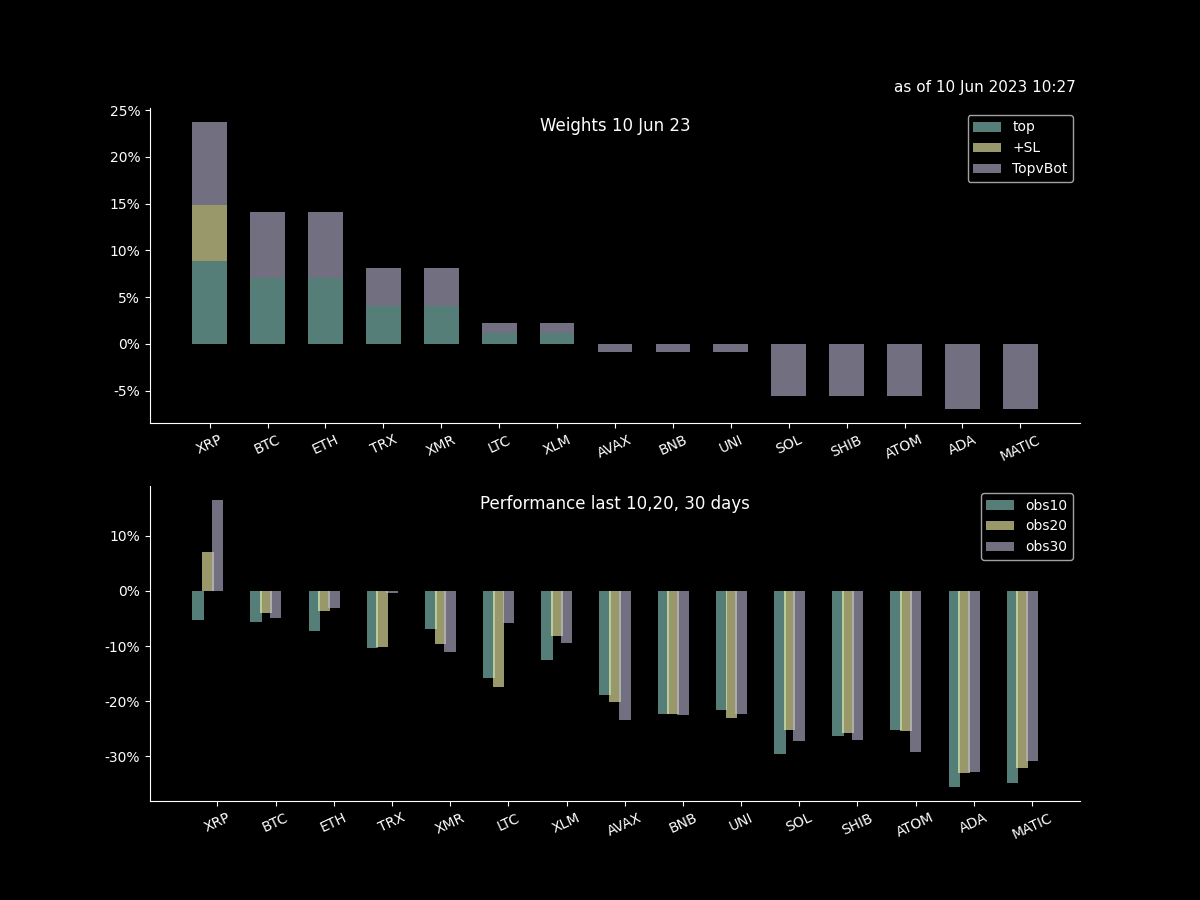 as of 10 Jun 2023 10:27
Weights 10 Jun 23
top
+SL
TopvBot
25%
20%
15%
10%
5%
0%
-5%
XRP BTC ETH TRX XMR LTC XLM AVAX BNB UNI SOL SHIB ATOM ADA MATIC
Performance last 10,20, 30 days
obs10
obs20
obs30
10%
0%
-10%
-20%
-30%
XRP BTC ETH TRX XMR LTC XLM AVAX BNB UNI SOL SHIB ATOM ADA MATIC